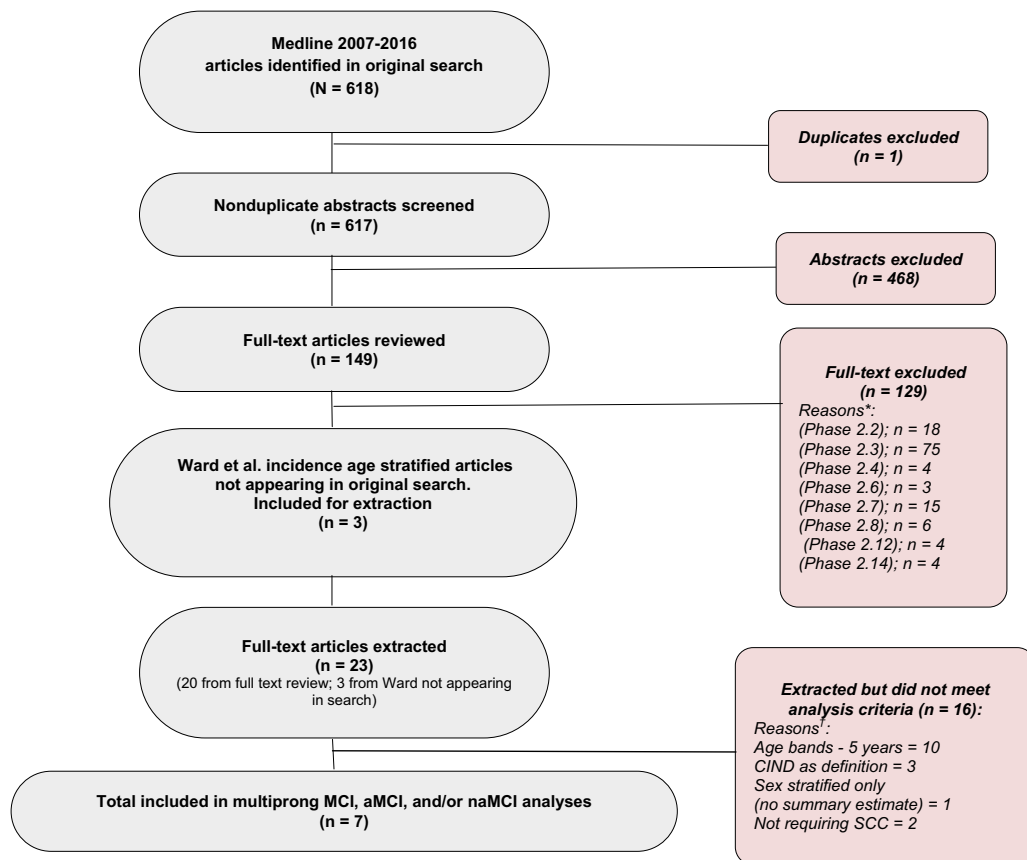 Medline 2007-2016
articles identified in original search
(N = 618)
Duplicates excluded
(n = 1)
Nonduplicate abstracts screened
(n = 617)
Abstracts excluded
(n = 468)
Full-text articles reviewed
(n = 149)
Full-text excluded
(n = 129)
Reasons*:
(Phase 2.2); n = 18
(Phase 2.3); n = 75
(Phase 2.4); n = 4
(Phase 2.6); n = 3
(Phase 2.7); n = 15
(Phase 2.8); n = 6
(Phase 2.12); n = 4
(Phase 2.14); n = 4
Ward et al. incidence age stratified articles
not appearing in original search.
Included for extraction
(n = 3)
Full-text articles extracted
(n = 23)
(20 from full text review; 3 from Ward not appearing
in search)
Extracted but did not meet
analysis criteria (n = 16):
Reasons†:
Age bands - 5 years = 10
CIND as definition = 3
Sex stratified only
(no summary estimate) = 1
Not requiring SCC = 2
Total included in multiprong MCI, aMCI, and/or naMCI analyses
(n = 7)